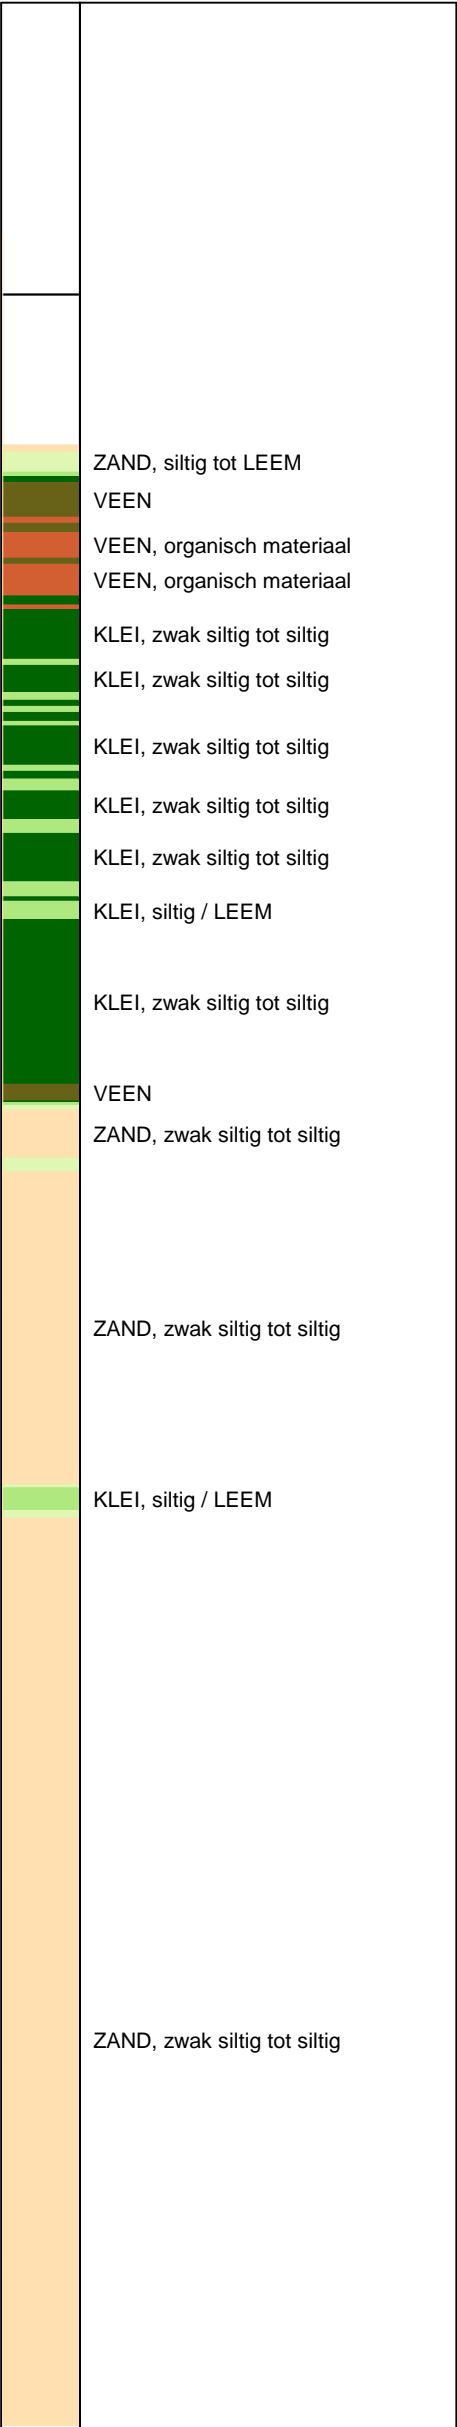 ZAND, siltig tot LEEM
VEEN
VEEN, organisch materiaal
VEEN, organisch materiaal
KLEI, zwak siltig tot siltig
KLEI, zwak siltig tot siltig
KLEI, zwak siltig tot siltig
KLEI, zwak siltig tot siltig
KLEI, zwak siltig tot siltig
KLEI, siltig / LEEM
KLEI, zwak siltig tot siltig
VEEN
ZAND, zwak siltig tot siltig
ZAND, zwak siltig tot siltig
KLEI, siltig / LEEM
ZAND, zwak siltig tot siltig